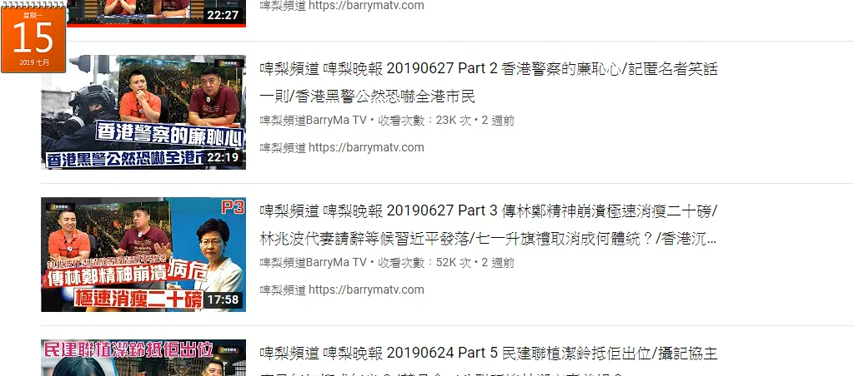 星期一
15
2019 七月
22:27
啤梨頻道 https://barrymatv.com
香港警察的廉恥心
22:19
啤梨頻道 啤梨晚報 20190627 Part 2 香港警察的廉恥心/記匿名者笑話
一則/香港黑警公然恐嚇全港市民
啤梨頻道BarryMa TV • 收看次數：23K 次 • 2 週前
啤梨頻道 https://barrymatv.com
香港黑警公然恐嚇全港市
P3
病危
傳林鄭精神崩潰
極速消瘦二十磅
17:58
啤梨頻道 啤梨晚報 20190627 Part 3 傳林鄭精神崩潰極速消瘦二十磅/
林兆波代妻請辭等候習近平發落/七一升旗禮取消成何體統？/香港沉...
啤梨頻道BarryMa TV • 收看次數：52K 次 • 2 週前
啤梨頻道 https://barrymatv.com
民建聯植潔鈴抵佢出位
啤梨頻道 啤梨晚報 20190624 Part 5 民建聯植潔鈴抵佢出位/攝記協主